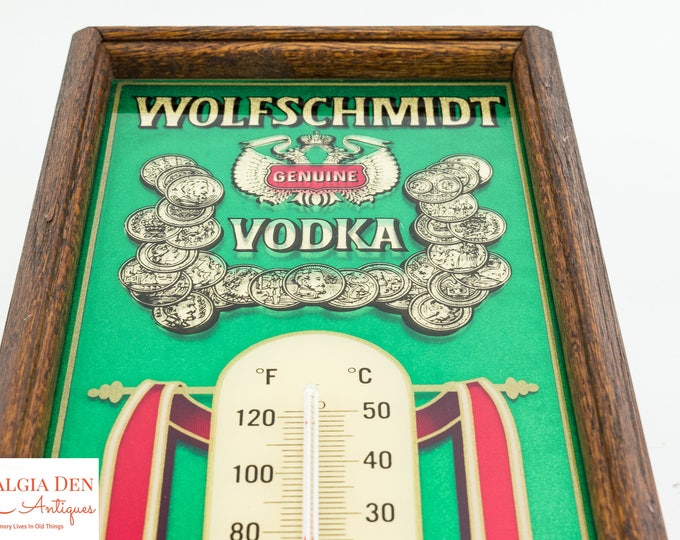 WOLFSCHMIDT
GENUINE
VODKA
°F °C
120 50
100 40
80 30
ALGIA DEN
Antiques
mory Lives In Old Things